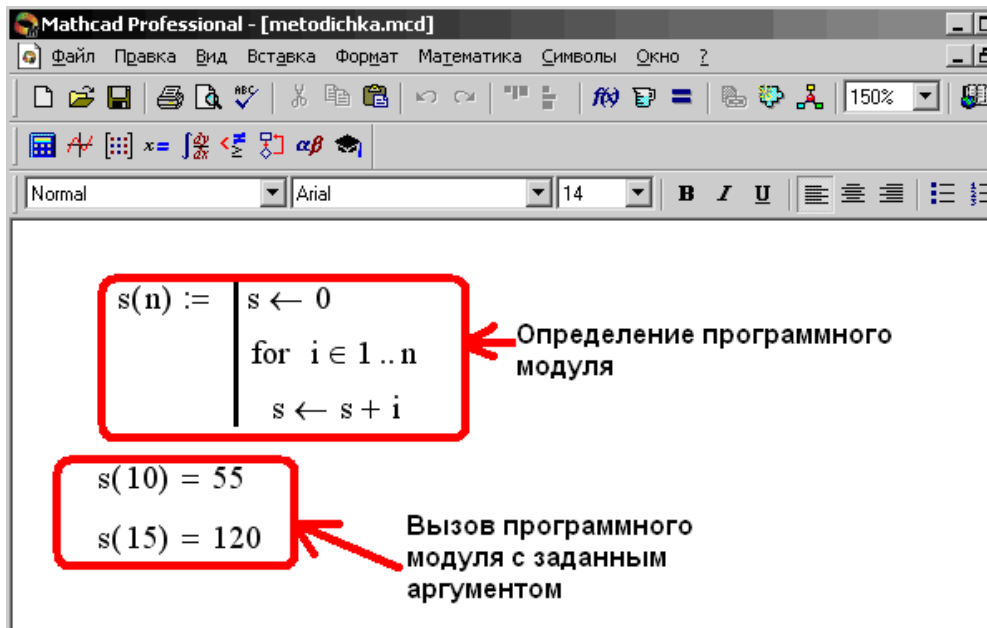 Mathcad Professional - [metodichka.mcd]
Файл Правка Вид Вставка Формат Математика Символы Окно ?
150%
Normal Arial 14 B I U
s(n) := s ← 0
for i ∈ 1 .. n
s ← s + i
Определение программного
модуля
s(10) = 55
s(15) = 120
Вызов программного
модуля с заданным
аргументом